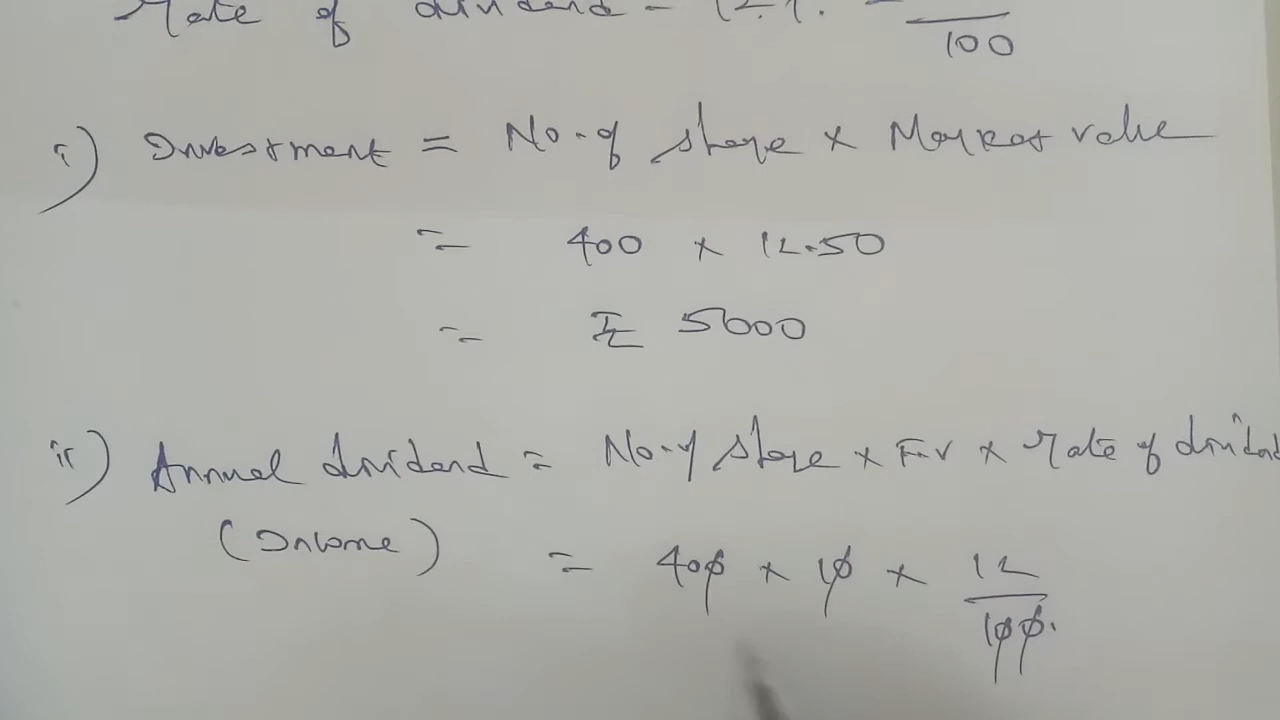 Rate of dividend = 12%. =
100
i) Investment = No. of share x Market value
= 400 x 12.50
= ₹ 5000
ii) Annual dividend = No. of share x F.V x rate of dividend
(Income) = 400 x 10 x 12
100.